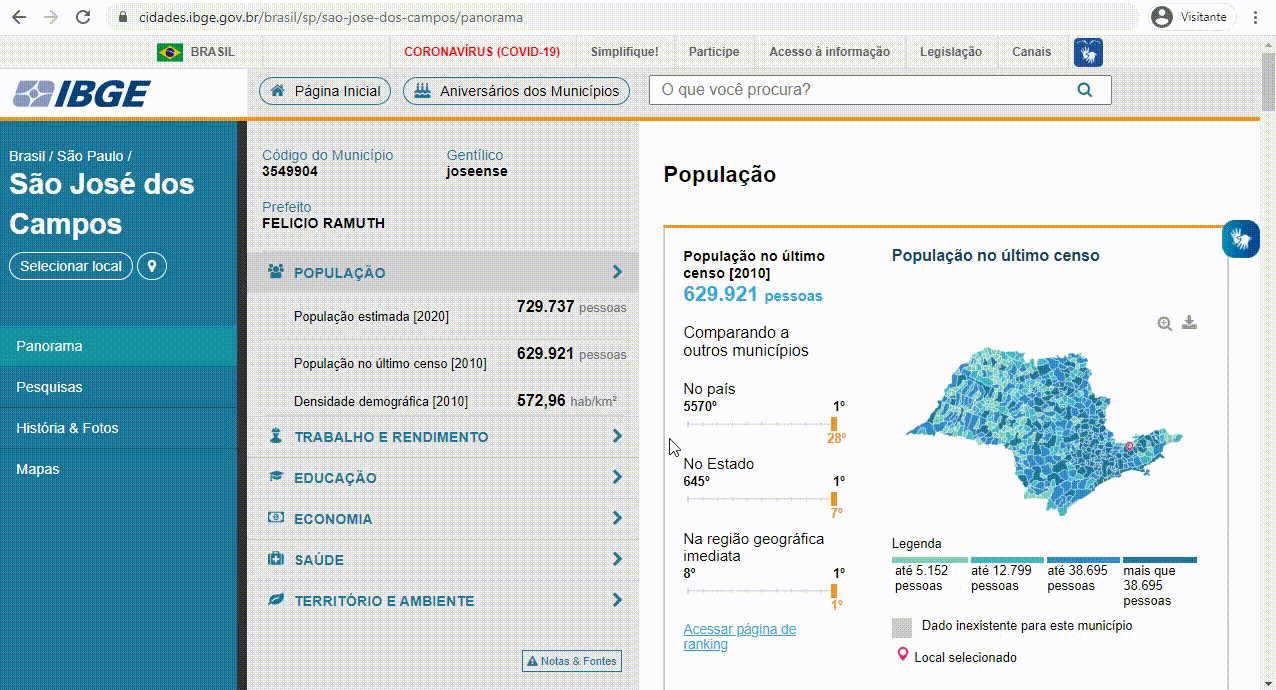 cidades.ibge.gov.br/brasil/sp/sao-jose-dos-campos/panorama
Visitante
BRASIL
CORONAVÍRUS (COVID-19)
Simplifique!
Participe
Acesso à informação
Legislação
Canais
IBGE
Página Inicial
Aniversários dos Municípios
O que você procura?
Brasil / São Paulo /
São José dos
Campos
Selecionar local
Panorama
Pesquisas
História & Fotos
Mapas
Código do Município
3549904
Gentílico
joseense
Prefeito
FELICIO RAMUTH
POPULAÇÃO
População estimada [2020] 729.737 pessoas
População no último censo [2010] 629.921 pessoas
Densidade demográfica [2010] 572,96 hab/km²
TRABALHO E RENDIMENTO
EDUCAÇÃO
ECONOMIA
SAÚDE
TERRITÓRIO E AMBIENTE
Notas & Fontes
População
População no último
censo [2010]
629.921 pessoas
Comparando a
outros municípios
No país
5570º 1º
28º
No Estado
645º 1º
7º
Na região geográfica
imediata
8º 1º
1º
Acessar página de
ranking
População no último censo
Legenda
até 5.152
pessoas
até 12.799
pessoas
até 38.695
pessoas
mais que
38.695
pessoas
Dado inexistente para este município
Local selecionado